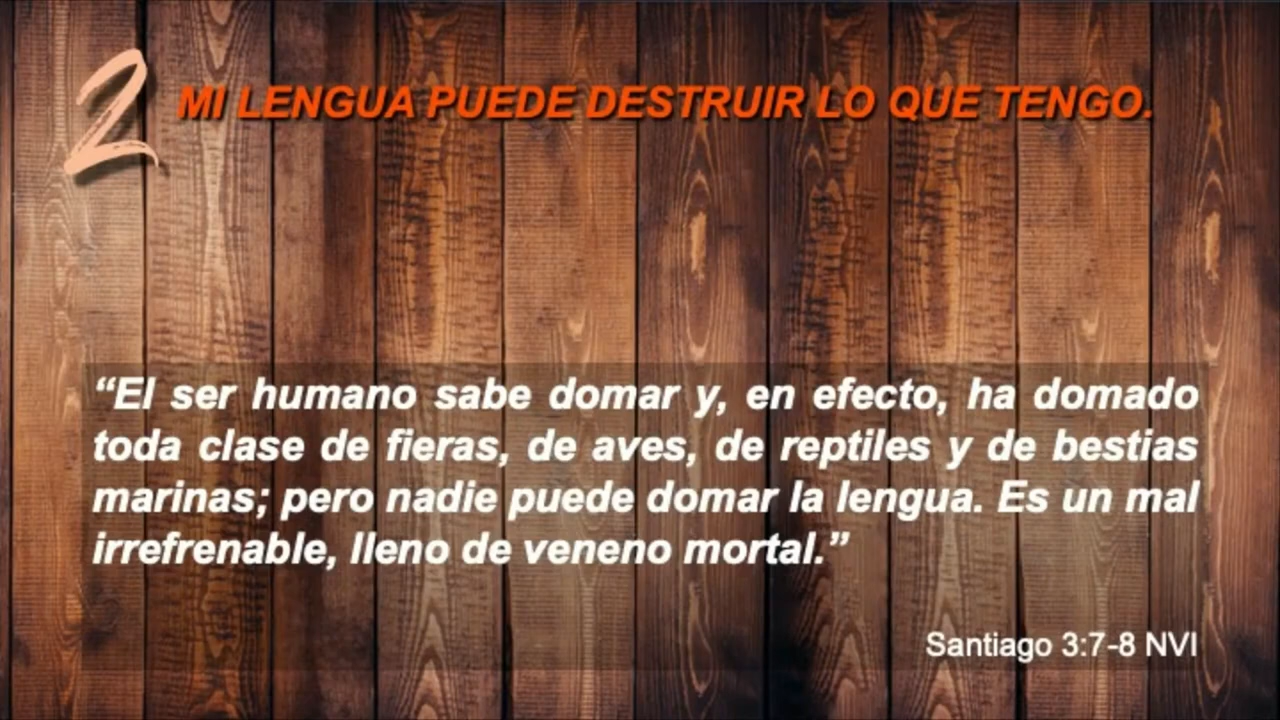 2 MI LENGUA PUEDE DESTRUIR LO QUE TENGO.
“El ser humano sabe domar y, en efecto, ha domado
toda clase de fieras, de aves, de reptiles y de bestias
marinas; pero nadie puede domar la lengua. Es un mal
irrefrenable, lleno de veneno mortal.”
Santiago 3:7-8 NVI